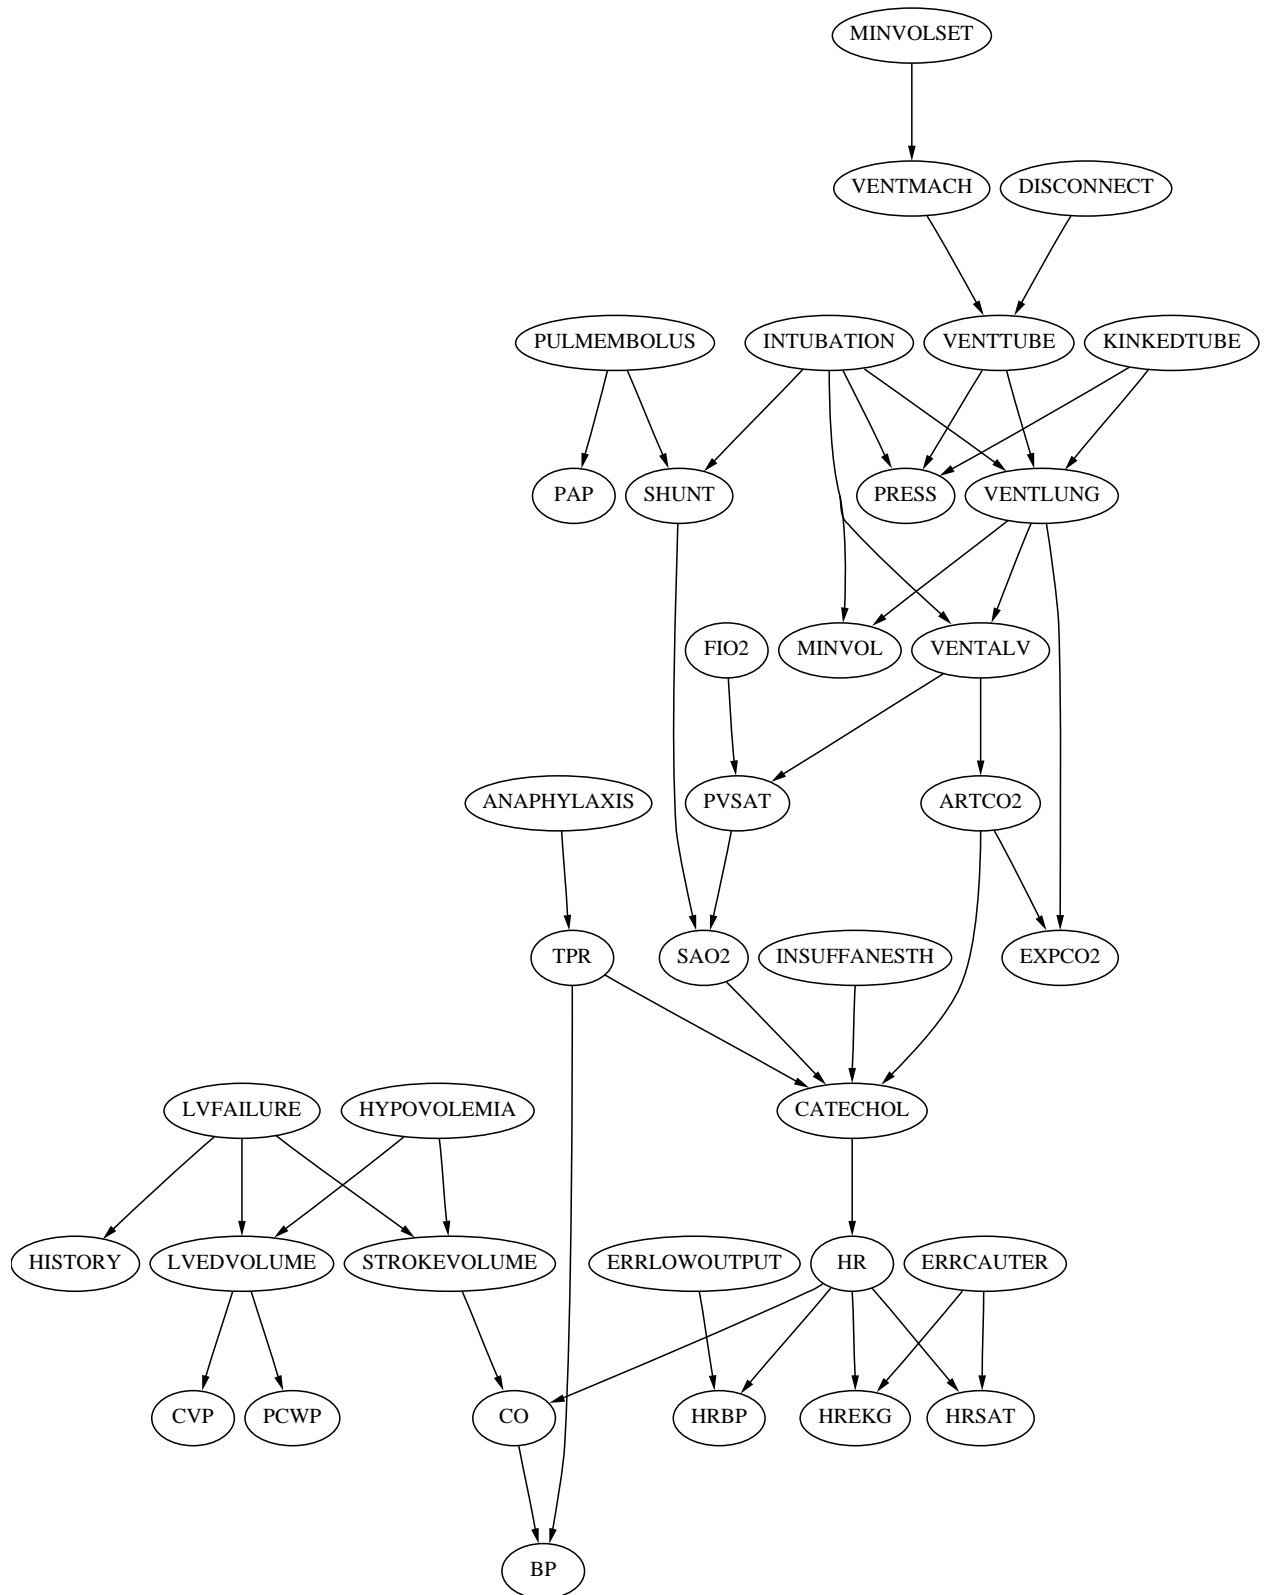 MINVOLSET
VENTMACH
DISCONNECT
PULMEMBOLUS
INTUBATION
VENTTUBE
KINKEDTUBE
PAP
SHUNT
PRESS
VENTLUNG
FIO2
MINVOL
VENTALV
ANAPHYLAXIS
PVSAT
ARTCO2
TPR
SAO2
INSUFFANESTH
EXPCO2
LVFAILURE
HYPOVOLEMIA
CATECHOL
HISTORY
LVEDVOLUME
STROKEVOLUME
ERRLOWOUTPUT
HR
ERRCAUTER
CVP
PCWP
CO
HRBP
HREKG
HRSAT
BP